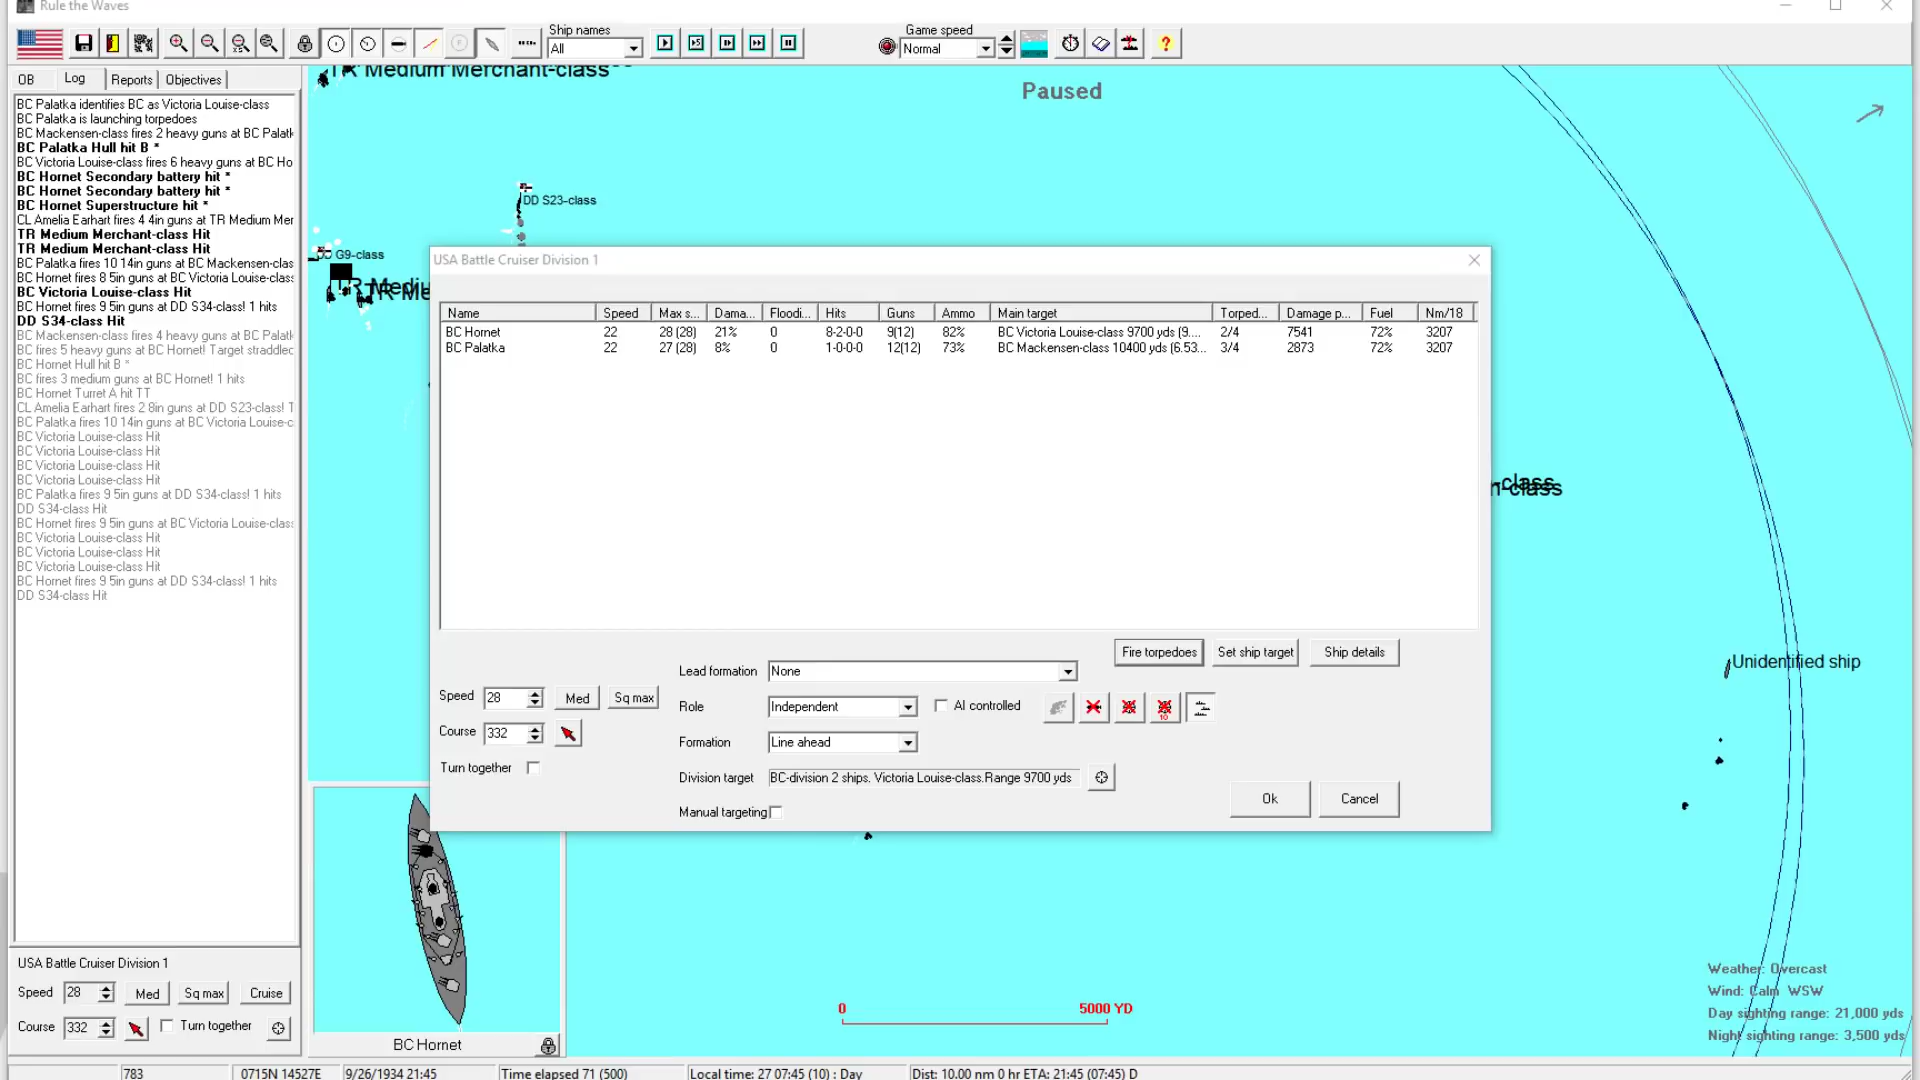 Rule the Waves
Ship names
All
Game speed
Normal
OB
Log
Reports
Objectives
BC Palatka identifies BC as Victoria Louise-class
BC Palatka is launching torpedoes
BC Mackensen-class fires 2 heavy guns at BC Palatk
BC Palatka Hull hit B *
BC Victoria Louise-class fires 6 heavy guns at BC Ho
BC Hornet Secondary battery hit *
BC Hornet Secondary battery hit *
BC Hornet Superstructure hit *
CL Amelia Earhart fires 4 4in guns at TR Medium Mer
TR Medium Merchant-class Hit
TR Medium Merchant-class Hit
BC Palatka fires 10 14in guns at BC Mackensen-clas
BC Hornet fires 8 5in guns at BC Victoria Louise-class
BC Victoria Louise-class Hit
BC Hornet fires 9 5in guns at DD S34-class! 1 hits
DD S34-class Hit
BC Mackensen-class fires 4 heavy guns at BC Palatk
BC fires 5 heavy guns at BC Hornet! Target straddled
BC Hornet Hull hit B *
BC fires 3 medium guns at BC Hornet! 1 hits
BC Hornet Turret A hit TT
CL Amelia Earhart fires 2 8in guns at DD S23-class! T
BC Palatka fires 10 14in guns at BC Victoria Louise-c
BC Victoria Louise-class Hit
BC Victoria Louise-class Hit
BC Victoria Louise-class Hit
BC Victoria Louise-class Hit
BC Palatka fires 9 5in guns at DD S34-class! 1 hits
DD S34-class Hit
BC Hornet fires 9 5in guns at BC Victoria Louise-class
BC Victoria Louise-class Hit
BC Victoria Louise-class Hit
BC Victoria Louise-class Hit
BC Hornet fires 9 5in guns at DD S34-class! 1 hits
DD S34-class Hit
USA Battle Cruiser Division 1
Speed 28 Med Sq max Cruise
Course 332 Turn together
TR Medium Merchant-class
Paused
DD S23-class
G9-class
n-class
Unidentified ship
USA Battle Cruiser Division 1
Name Speed Max s... Dama... Floodi... Hits Guns Ammo Main target Torped... Damage p... Fuel Nm/18
BC Hornet 22 28 (28) 21% 0 8-2-0-0 9(12) 82% BC Victoria Louise-class 9700 yds (9.... 2/4 7541 72% 3207
BC Palatka 22 27 (28) 8% 0 1-0-0-0 12(12) 73% BC Mackensen-class 10400 yds (6.53... 3/4 2873 72% 3207
Fire torpedoes Set ship target Ship details
Lead formation None
Speed 28 Med Sq max
Role Independent AI controlled
10
Course 332
Formation Line ahead
Turn together
Division target BC-division 2 ships. Victoria Louise-class.Range 9700 yds
Manual targeting
Ok Cancel
BC Hornet
0 5000 YD
Weather: Overcast
Wind: Calm WSW
Day sighting range: 21,000 yds
Night sighting range: 3,500 yds
783 0715N 14527E 9/26/1934 21:45 Time elapsed 71 (500) Local time: 27 07:45 (10) : Day Dist: 10.00 nm 0 hr ETA: 21:45 (07:45) D